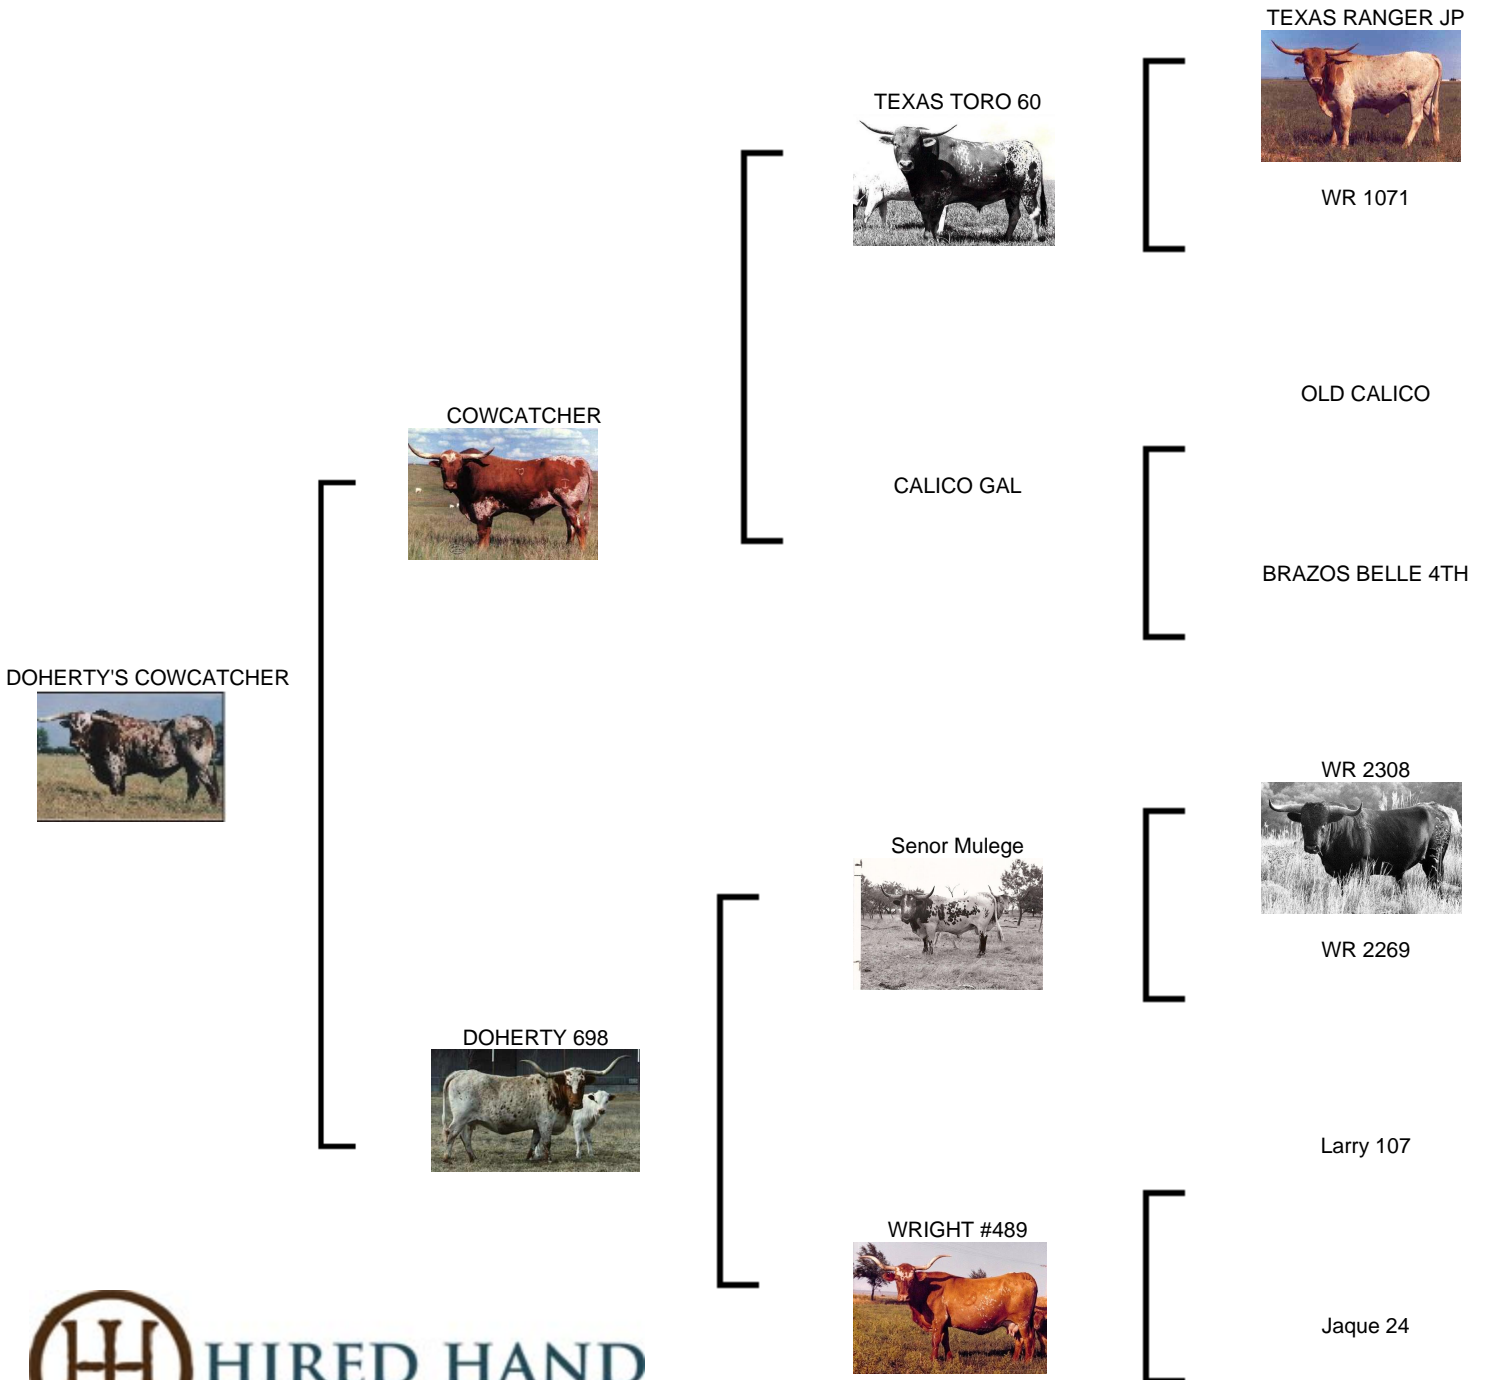 TEXAS RANGER JP
TEXAS TORO 60
WR 1071
OLD CALICO
COWCATCHER
CALICO GAL
BRAZOS BELLE 4TH
DOHERTY'S COWCATCHER
WR 2308
Senor Mulege
WR 2269
DOHERTY 698
Larry 107
WRIGHT #489
Jaque 24
HIRED HAND